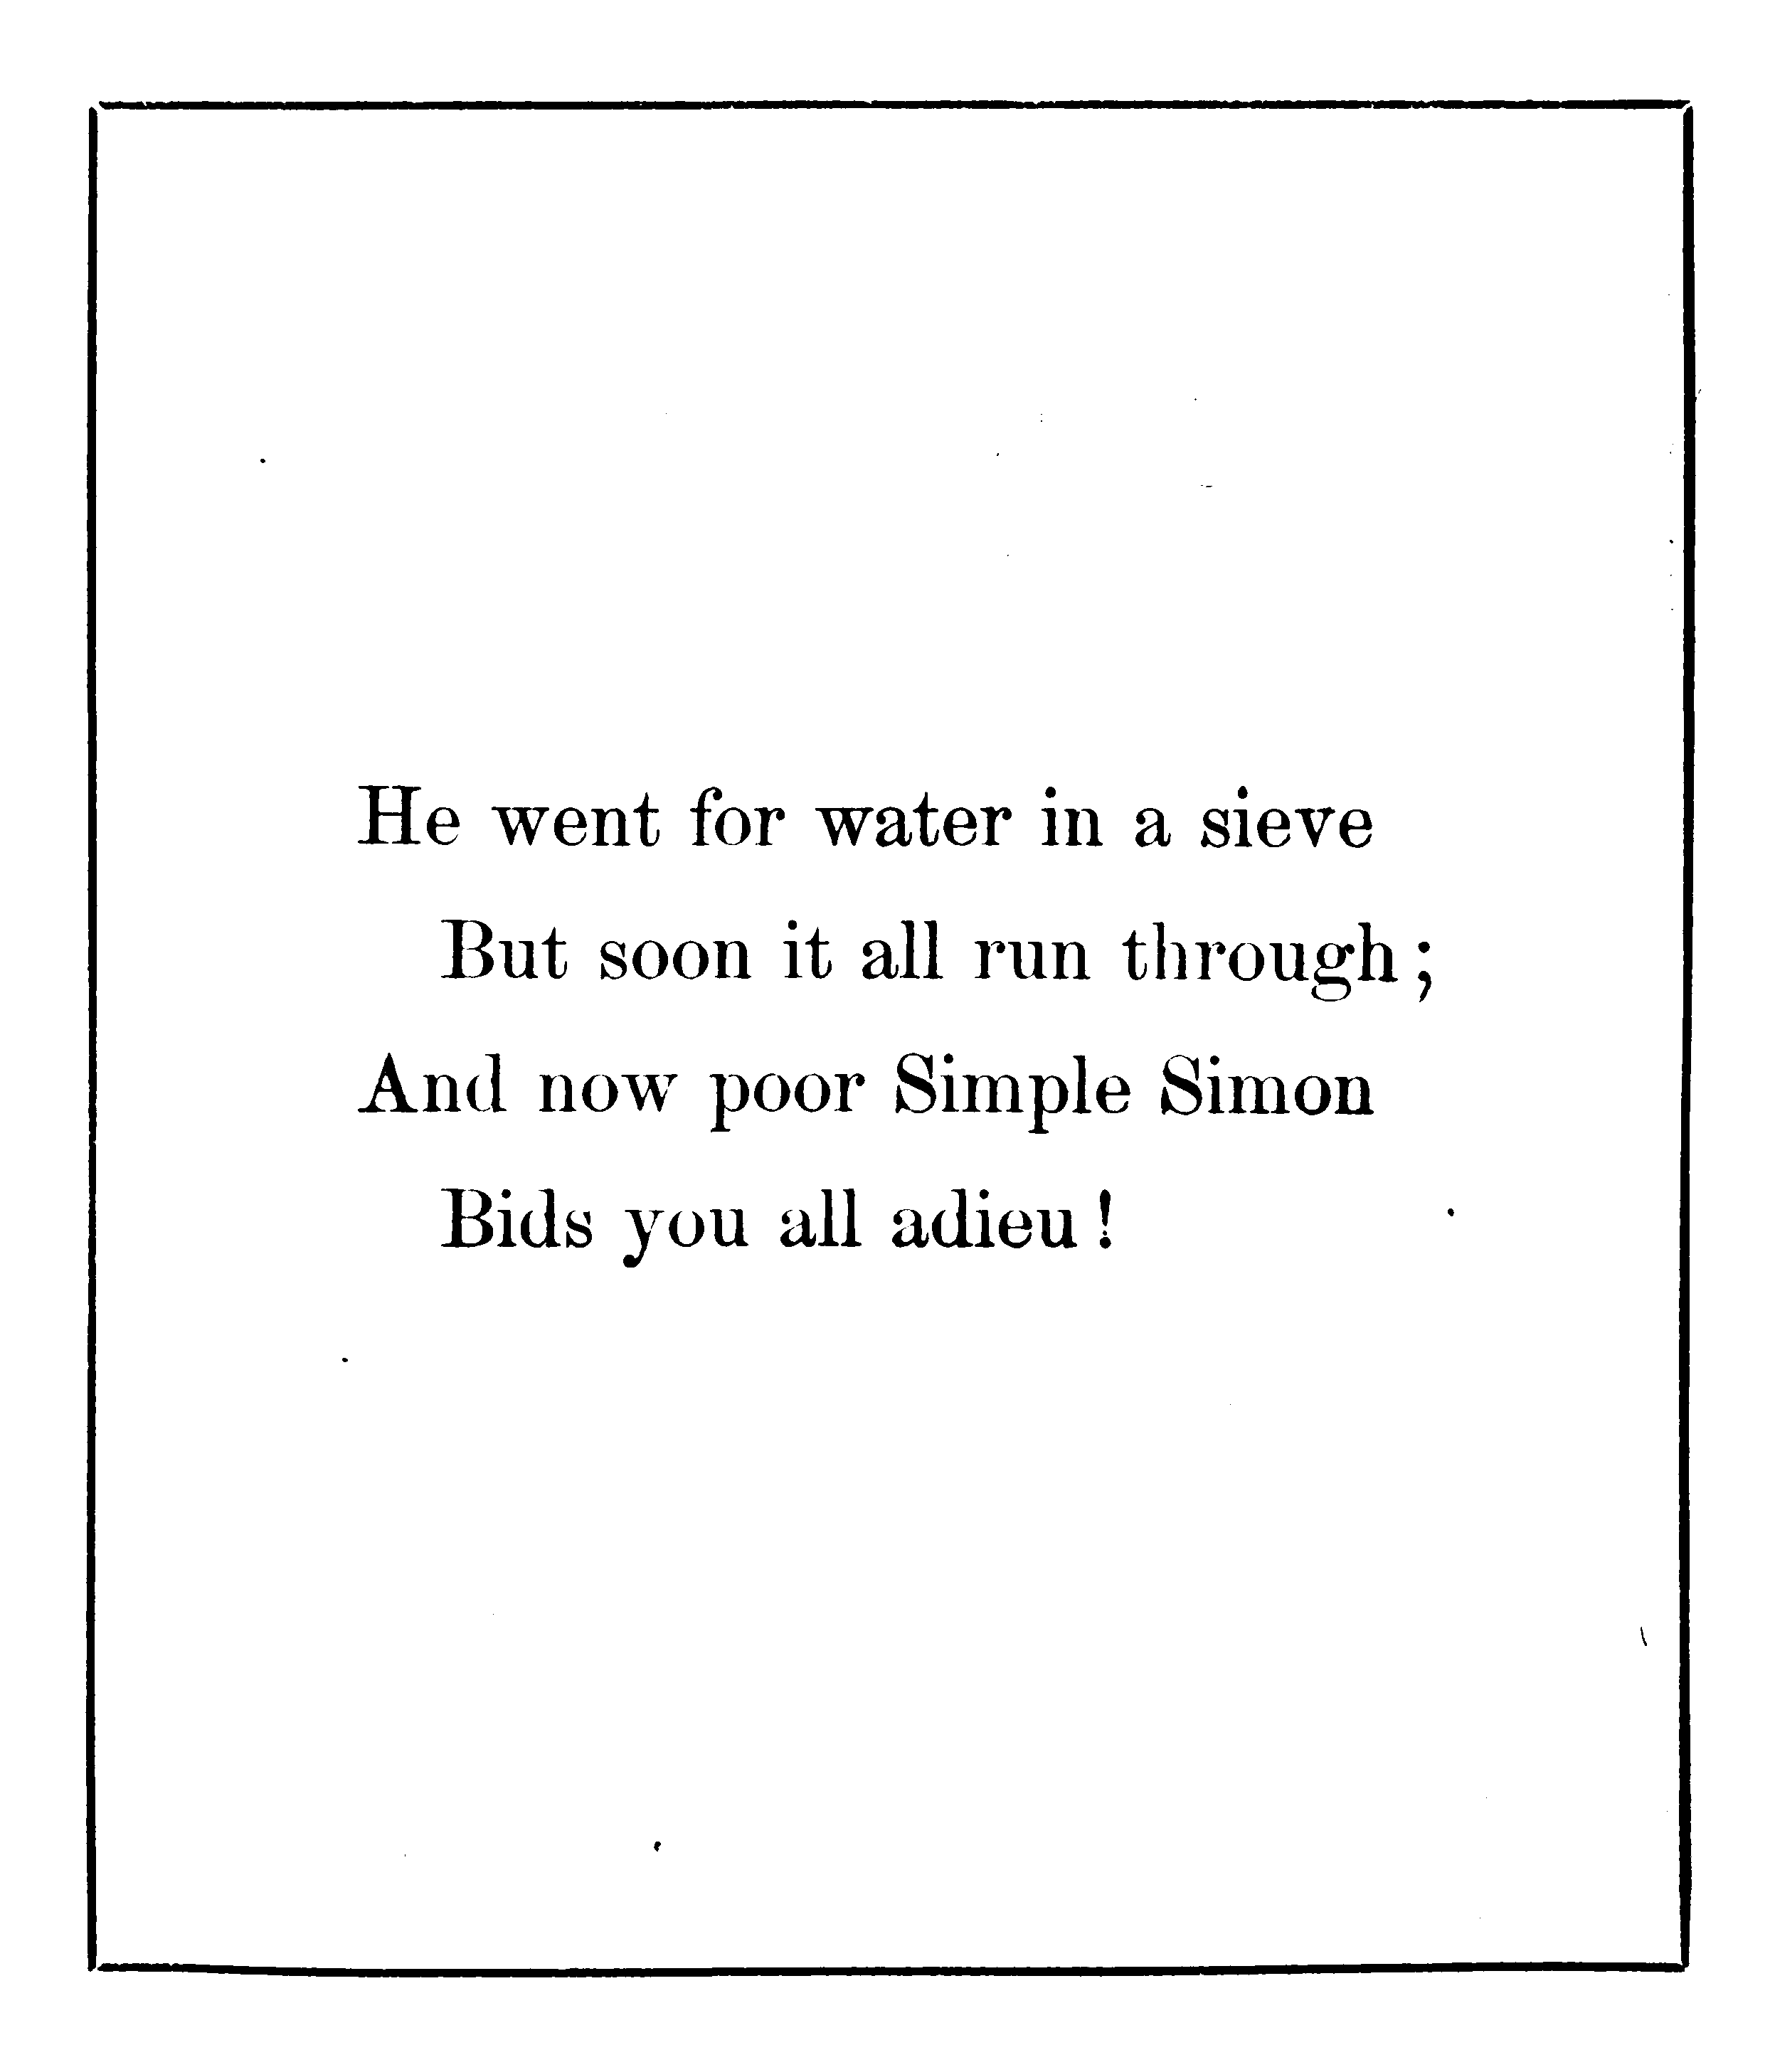 He went for water in a sieve
But soon it all run through;
And now poor Simple Simon
Bids you all adieu!